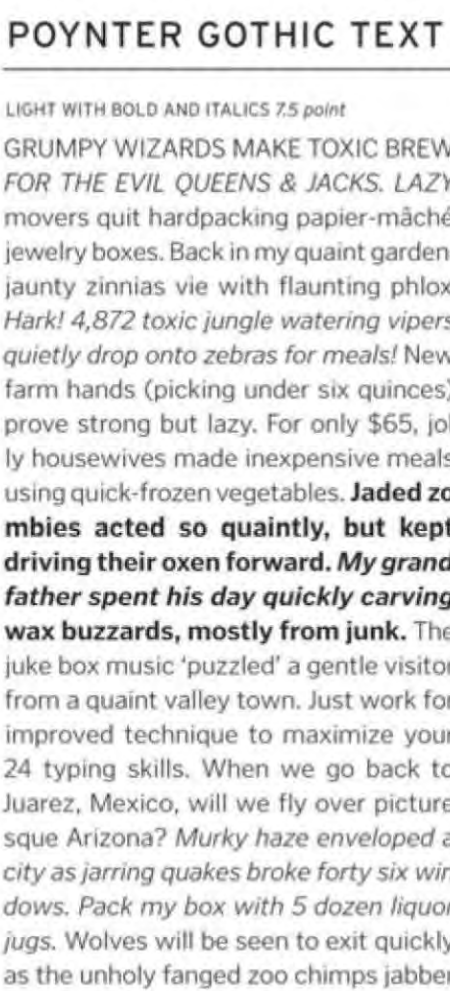 POYNTER GOTHIC TEXT
LIGHT WITH BOLD AND ITALICS 7.5 point
GRUMPY WIZARDS MAKE TOXIC BREW
FOR THE EVIL QUEENS & JACKS. LAZY
movers quit hardpacking papier-mâché
jewelry boxes. Back in my quaint garden
jaunty zinnias vie with flaunting phlox
Hark! 4,872 toxic jungle watering vipers
quietly drop onto zebras for meals! New
farm hands (picking under six quinces)
prove strong but lazy. For only $65, jol
ly housewives made inexpensive meals
using quick-frozen vegetables. Jaded zo
mbies acted so quaintly, but kept
driving their oxen forward. My grand
father spent his day quickly carving
wax buzzards, mostly from junk. The
juke box music ‘puzzled’ a gentle visitor
from a quaint valley town. Just work for
improved technique to maximize your
24 typing skills. When we go back to
Juarez, Mexico, will we fly over picture
sque Arizona? Murky haze enveloped a
city as jarring quakes broke forty six win
dows. Pack my box with 5 dozen liquor
jugs. Wolves will be seen to exit quickly
as the unholy fanged zoo chimps jabber